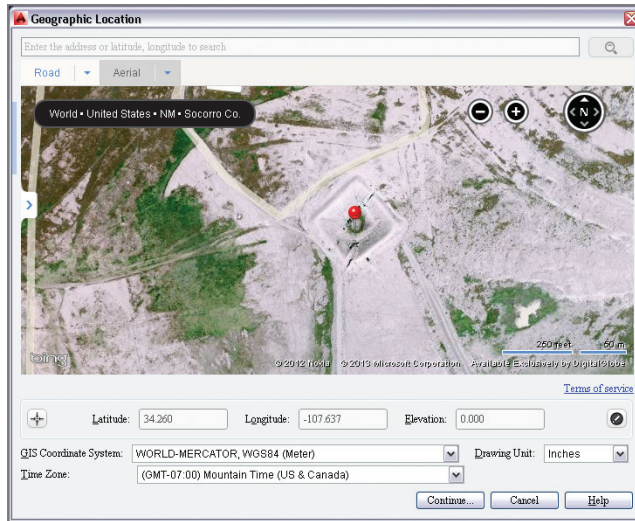 Geographic Location
Enter the address or latitude, longitude to search
Road Aerial
World • United States • NM • Socorro Co.
N
250 feet 50 m
bing © 2012 Nokia © 2013 Microsoft Corporation Available Exclusively by DigitalGlobe
Terms of service
Latitude: 34.260 Longitude: -107.637 Elevation: 0.000
GIS Coordinate System: WORLD-MERCATOR, WGS84 (Meter) Drawing Unit: Inches
Time Zone: (GMT-07:00) Mountain Time (US & Canada)
Continue... Cancel Help